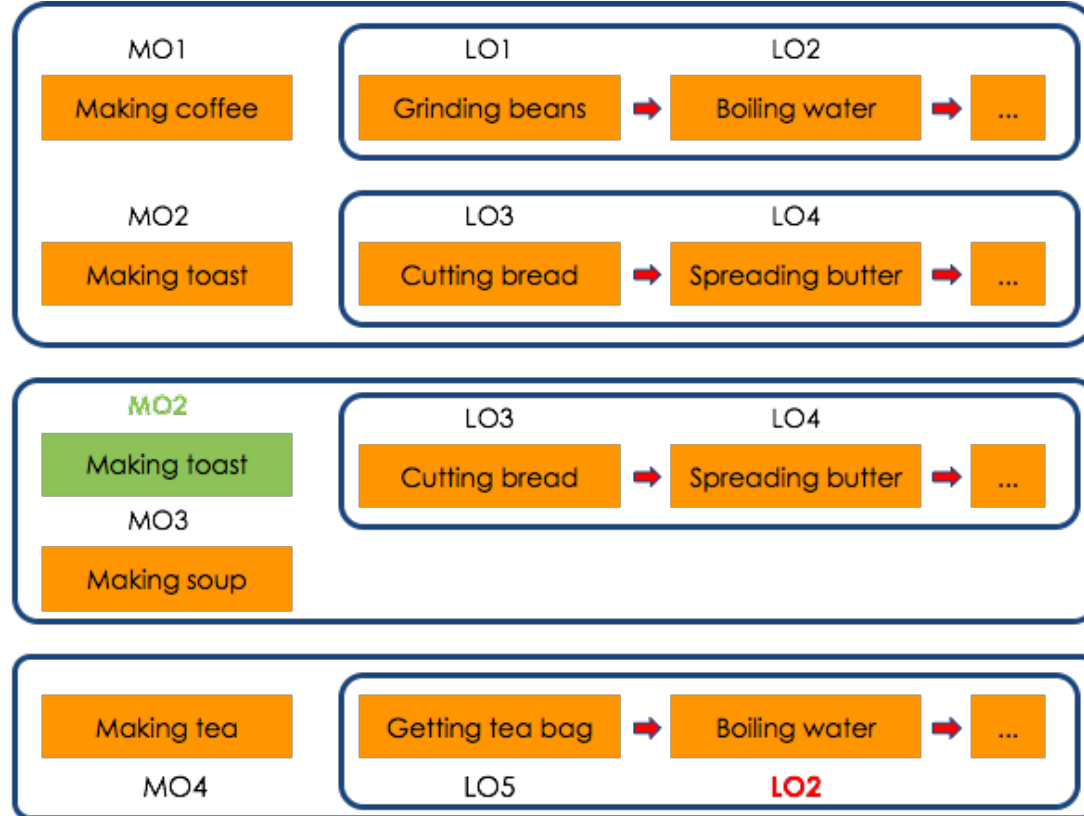 MO1 LO1 LO2
Making coffee Grinding beans Boiling water ...
MO2 LO3 LO4
Making toast Cutting bread Spreading butter ...
MO2 LO3 LO4
Making toast Cutting bread Spreading butter ...
MO3
Making soup
Making tea Getting tea bag Boiling water ...
MO4 LO5 LO2